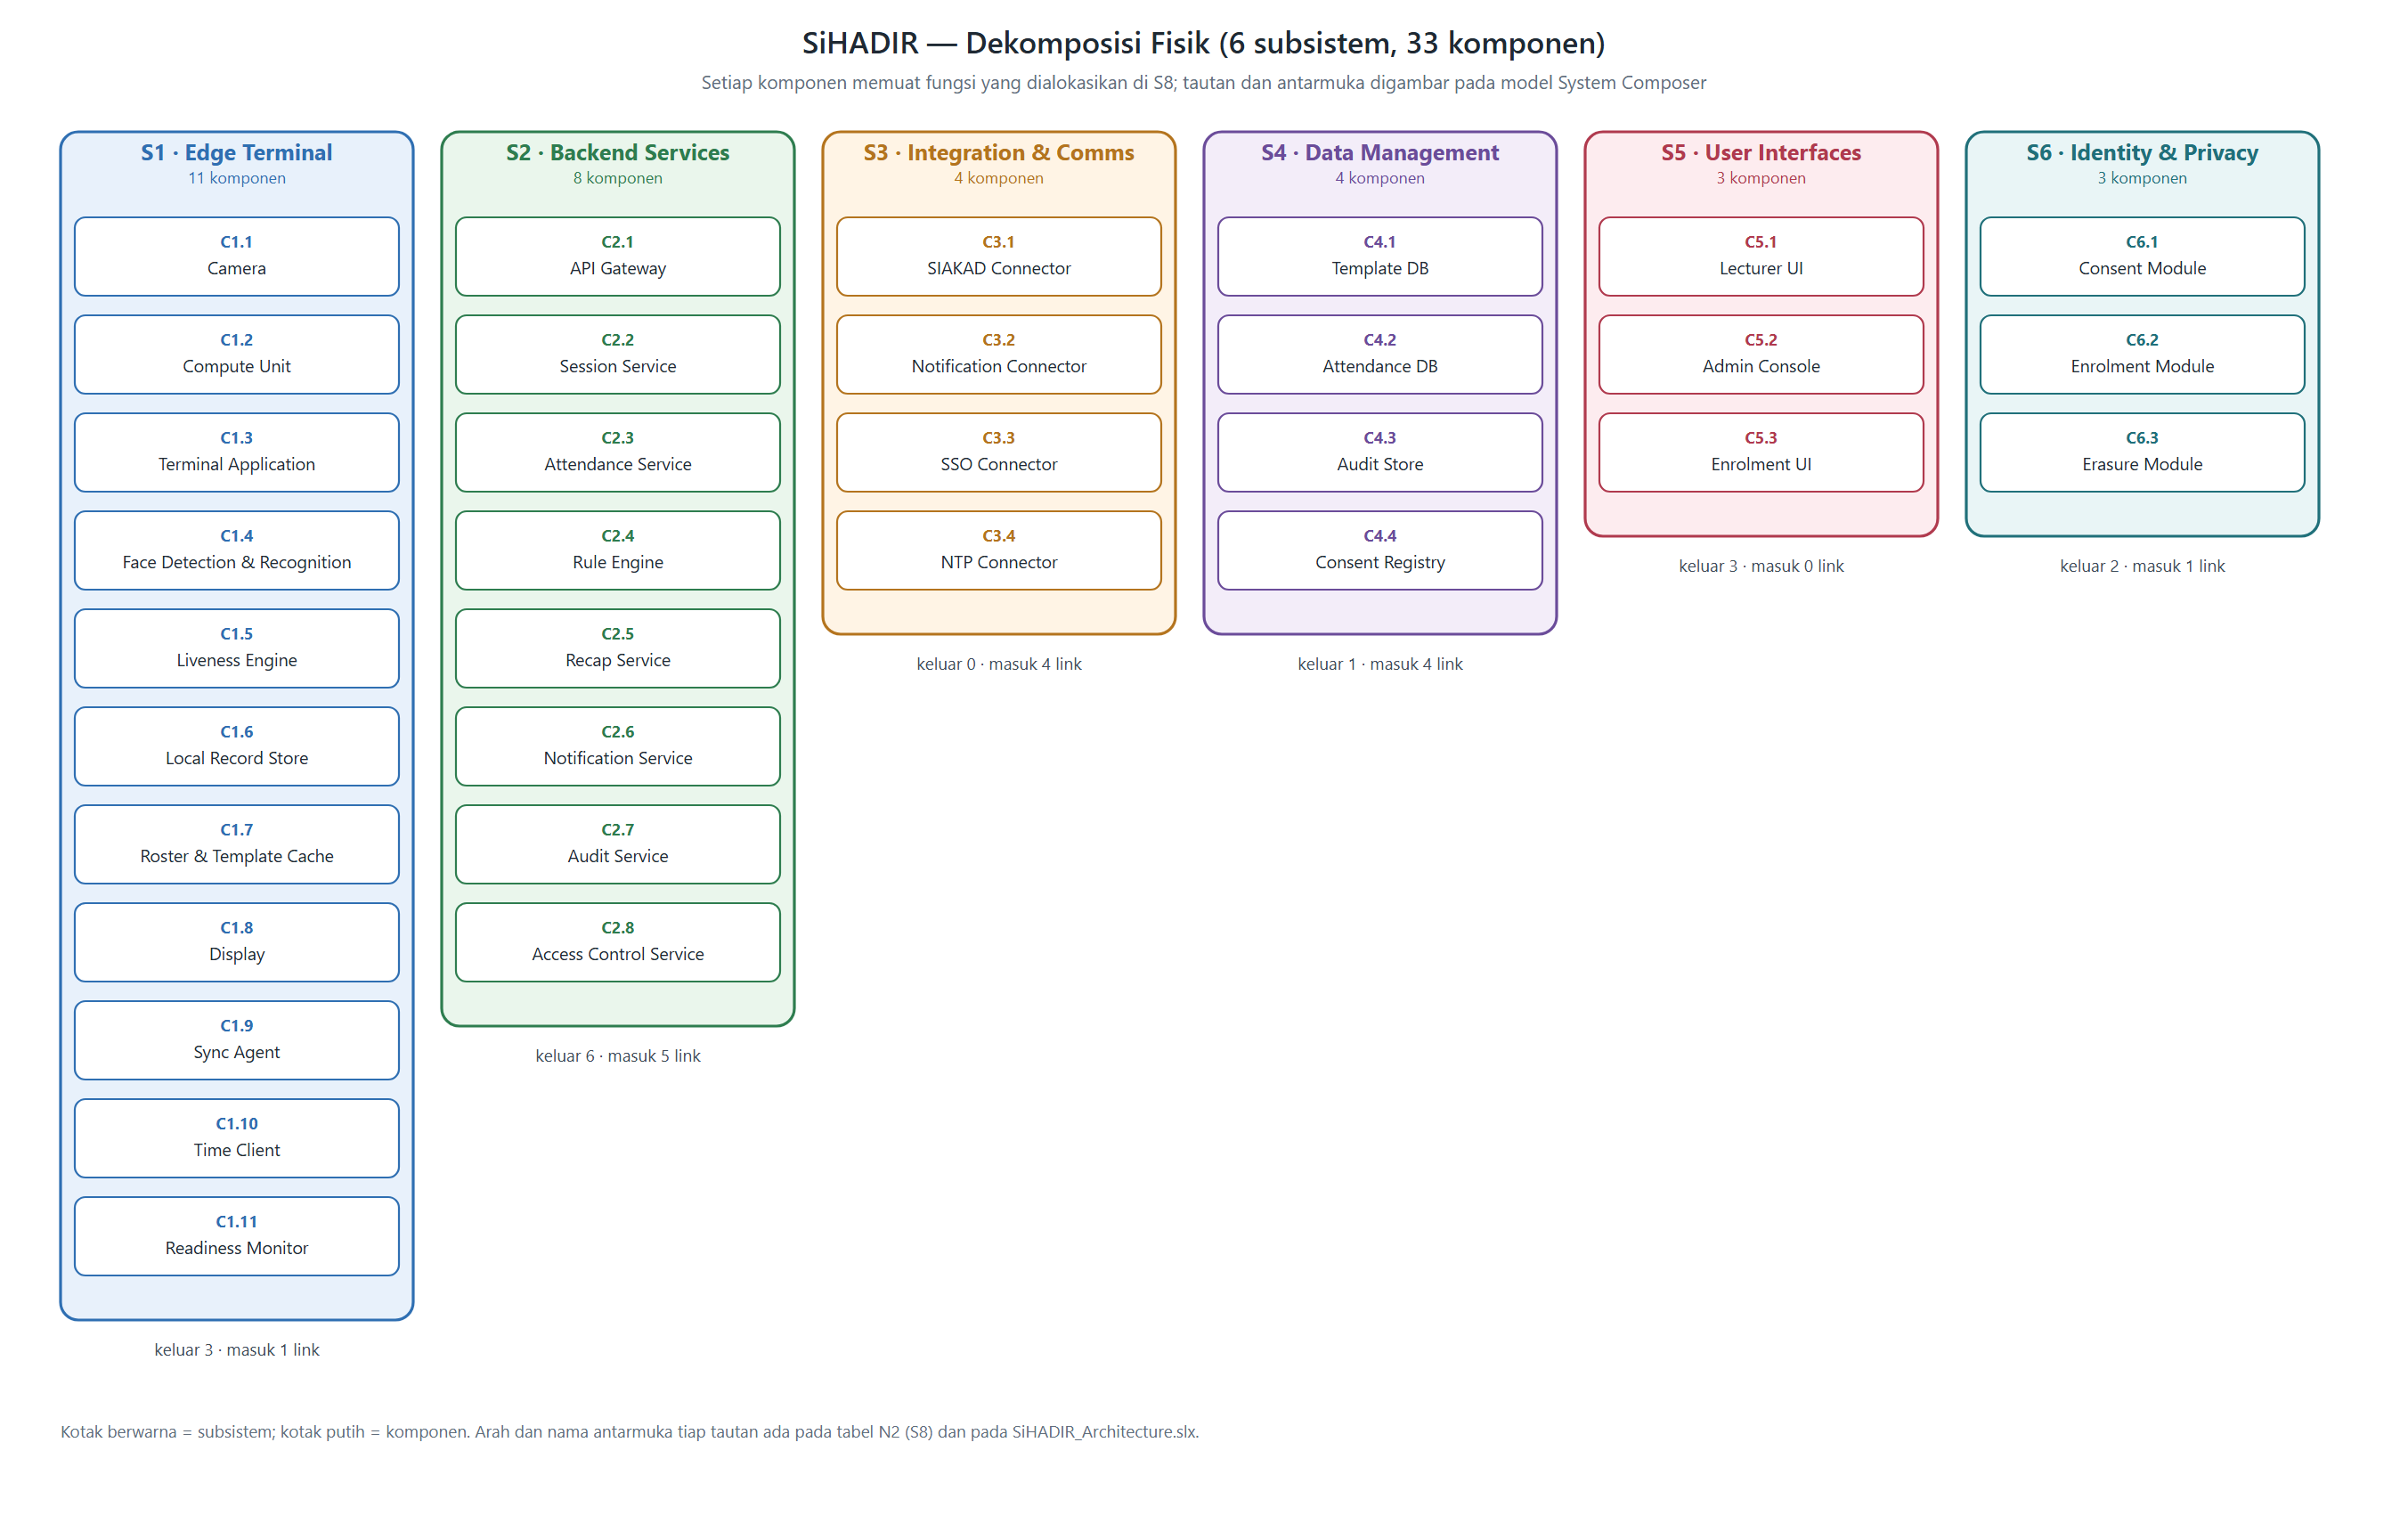 SiHADIR — Dekomposisi Fisik (6 subsistem, 33 komponen)
Setiap komponen memuat fungsi yang dialokasikan di S8; tautan dan antarmuka digambar pada model System Composer
S1 · Edge Terminal
11 komponen
C1.1
Camera
C1.2
Compute Unit
C1.3
Terminal Application
C1.4
Face Detection & Recognition
C1.5
Liveness Engine
C1.6
Local Record Store
C1.7
Roster & Template Cache
C1.8
Display
C1.9
Sync Agent
C1.10
Time Client
C1.11
Readiness Monitor
keluar 3 · masuk 1 link
S2 · Backend Services
8 komponen
C2.1
API Gateway
C2.2
Session Service
C2.3
Attendance Service
C2.4
Rule Engine
C2.5
Recap Service
C2.6
Notification Service
C2.7
Audit Service
C2.8
Access Control Service
keluar 6 · masuk 5 link
S3 · Integration & Comms
4 komponen
C3.1
SIAKAD Connector
C3.2
Notification Connector
C3.3
SSO Connector
C3.4
NTP Connector
keluar 0 · masuk 4 link
S4 · Data Management
4 komponen
C4.1
Template DB
C4.2
Attendance DB
C4.3
Audit Store
C4.4
Consent Registry
keluar 1 · masuk 4 link
S5 · User Interfaces
3 komponen
C5.1
Lecturer UI
C5.2
Admin Console
C5.3
Enrolment UI
keluar 3 · masuk 0 link
S6 · Identity & Privacy
3 komponen
C6.1
Consent Module
C6.2
Enrolment Module
C6.3
Erasure Module
keluar 2 · masuk 1 link
Kotak berwarna = subsistem; kotak putih = komponen. Arah dan nama antarmuka tiap tautan ada pada tabel N2 (S8) dan pada SiHADIR_Architecture.slx.